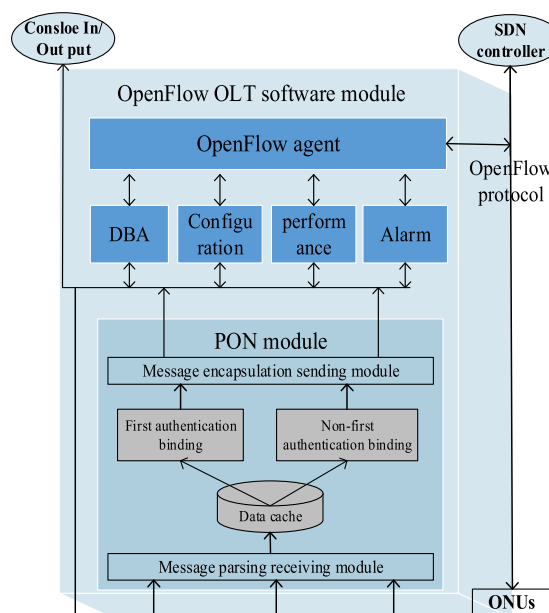 Consloe In/
Out put
SDN
controller
OpenFlow OLT software module
OpenFlow agent
OpenFlow
protocol
DBA
Configu
ration
perform
ance
Alarm
PON module
Message encapsulation sending module
First authentication
binding
Non-first
authentication binding
Data cache
Message parsing receiving module
ONUs